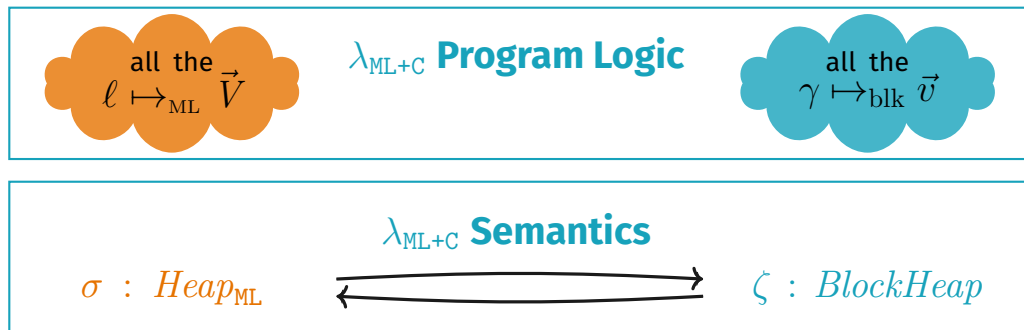 all the
ℓ ↦ML V⃗
λML+C Program Logic
all the
γ ↦blk v⃗
λML+C Semantics
σ : HeapML
ζ : BlockHeap